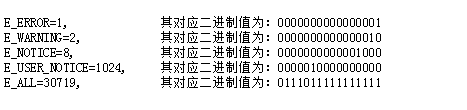 E_ERROR=1, 其对应二进制值为：0000000000000001
E_WARNING=2, 其对应二进制值为：0000000000000010
E_NOTICE=8, 其对应二进制值为：0000000000001000
E_USER_NOTICE=1024, 其对应二进制值为：0000010000000000
E_ALL=30719, 其对应二进制值为：0111011111111111